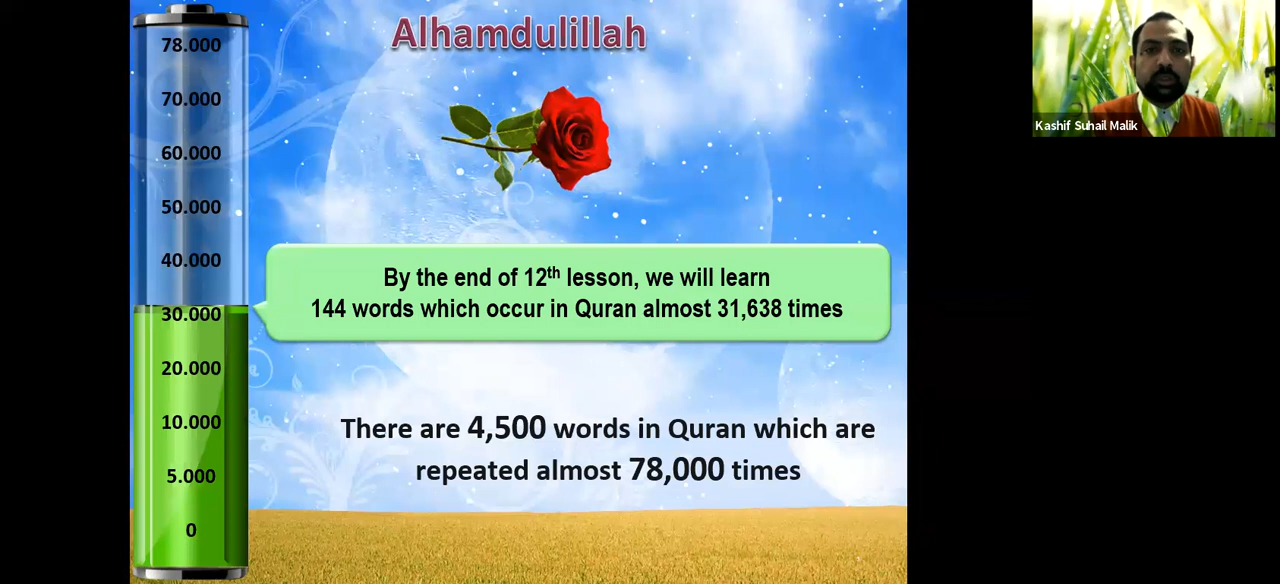 Alhamdulillah
78.000
70.000
60.000
50.000
40.000
30.000
20.000
10.000
5.000
0
By the end of 12th lesson, we will learn
144 words which occur in Quran almost 31,638 times
There are 4,500 words in Quran which are
repeated almost 78,000 times
Kashif Suhail Malik